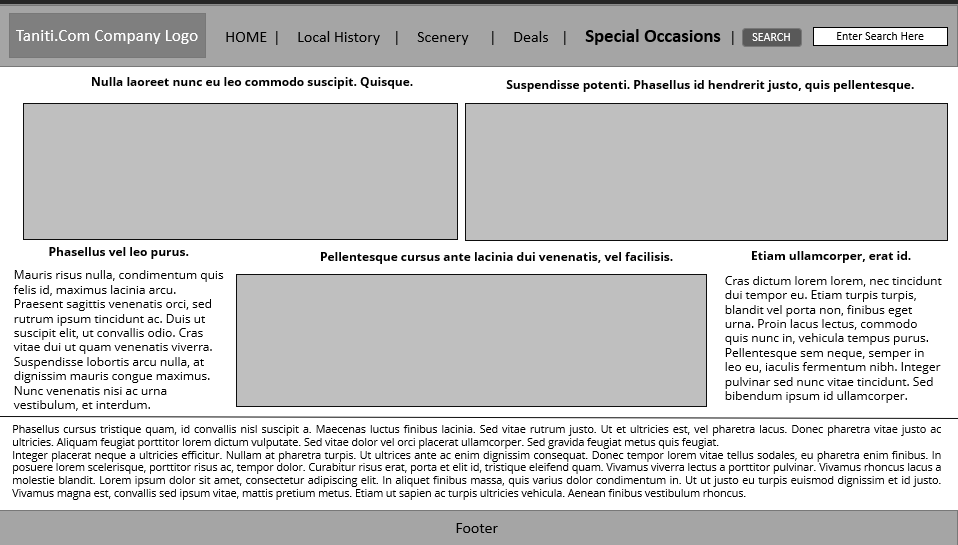 Taniti.Com Company Logo
HOME | Local History | Scenery | Deals | Special Occasions | SEARCH Enter Search Here
Nulla laoreet nunc eu leo commodo suscipit. Quisque.
Suspendisse potenti. Phasellus id hendrerit justo, quis pellentesque.
Phasellus vel leo purus.
Mauris risus nulla, condimentum quis
felis id, maximus lacinia arcu.
Praesent sagittis venenatis orci, sed
rutrum ipsum tincidunt ac. Duis ut
suscipit elit, ut convallis odio. Cras
vitae dui ut quam venenatis viverra.
Suspendisse lobortis arcu nulla, at
dignissim mauris congue maximus.
Nunc venenatis nisi ac urna
vestibulum, et interdum.
Pellentesque cursus ante lacinia dui venenatis, vel facilisis.
Etiam ullamcorper, erat id.
Cras dictum lorem lorem, nec tincidunt
dui tempor eu. Etiam turpis turpis,
blandit vel porta non, finibus eget
urna. Proin lacus lectus, commodo
quis nunc in, vehicula tempus purus.
Pellentesque sem neque, semper in
leo eu, iaculis fermentum nibh. Integer
pulvinar sed nunc vitae tincidunt. Sed
bibendum ipsum id ullamcorper.
Phasellus cursus tristique quam, id convallis nisl suscipit a. Maecenas luctus finibus lacinia. Sed vitae rutrum justo. Ut et ultricies est, vel pharetra lacus. Donec pharetra vitae justo ac
ultricies. Aliquam feugiat porttitor lorem dictum vulputate. Sed vitae dolor vel orci placerat ullamcorper. Sed gravida feugiat metus quis feugiat.
Integer placerat neque a ultricies efficitur. Nullam at pharetra turpis. Ut ultrices ante ac enim dignissim consequat. Donec tempor lorem vitae tellus sodales, eu pharetra enim finibus. In
posuere lorem scelerisque, porttitor risus ac, tempor dolor. Curabitur risus erat, porta et elit id, tristique eleifend quam. Vivamus viverra lectus a porttitor pulvinar. Vivamus rhoncus lacus a
molestie blandit. Lorem ipsum dolor sit amet, consectetur adipiscing elit. In aliquet finibus massa, quis varius dolor condimentum in. Ut ut justo eu turpis euismod dignissim et id justo.
Vivamus magna est, convallis sed ipsum vitae, mattis pretium metus. Etiam ut sapien ac turpis ultricies vehicula. Aenean finibus vestibulum rhoncus.
Footer